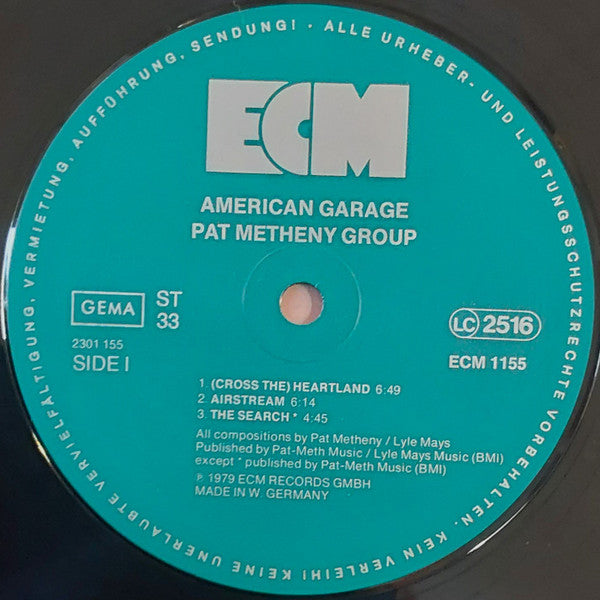 ALLE URHEBER- UND LEISTUNGSSCHUTZRECHTE VORBEHALTEN. KEIN VERLEIH! KEINE UNERLAUBTE VERVIELFÄLTIGUNG, VERMIETUNG, AUFFÜHRUNG, SENDUNG! ·
ECM
AMERICAN GARAGE
PAT METHENY GROUP
GEMA
ST
33
LC 2516
2301 155
SIDE I
ECM 1155
1. (CROSS THE) HEARTLAND 6:49
2. AIRSTREAM 6:14
3. THE SEARCH * 4:45
All compositions by Pat Metheny / Lyle Mays
Published by Pat-Meth Music / Lyle Mays Music (BMI)
except * published by Pat-Meth Music (BMI)
℗ 1979 ECM RECORDS GMBH
MADE IN W. GERMANY